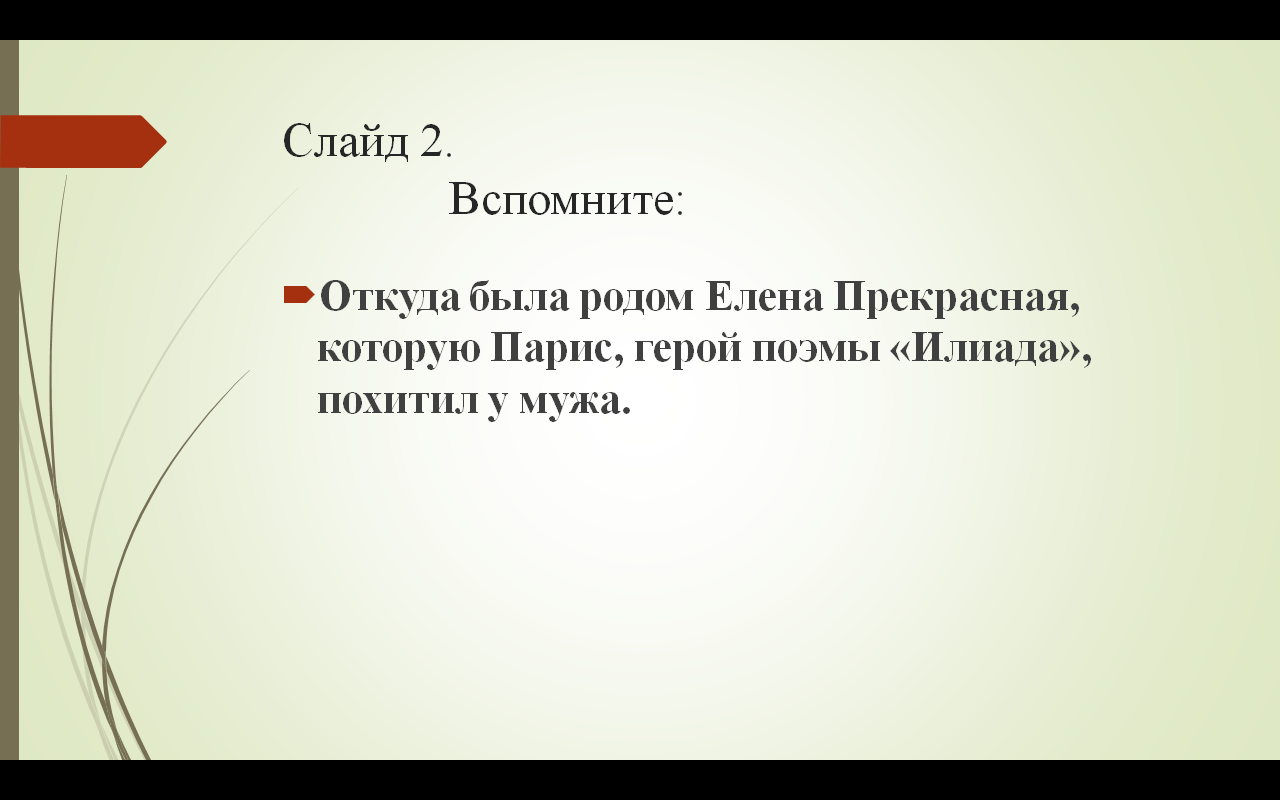 Слайд 2.
Вспомните:
Откуда была родом Елена Прекрасная,
которую Парис, герой поэмы «Илиада»,
похитил у мужа.